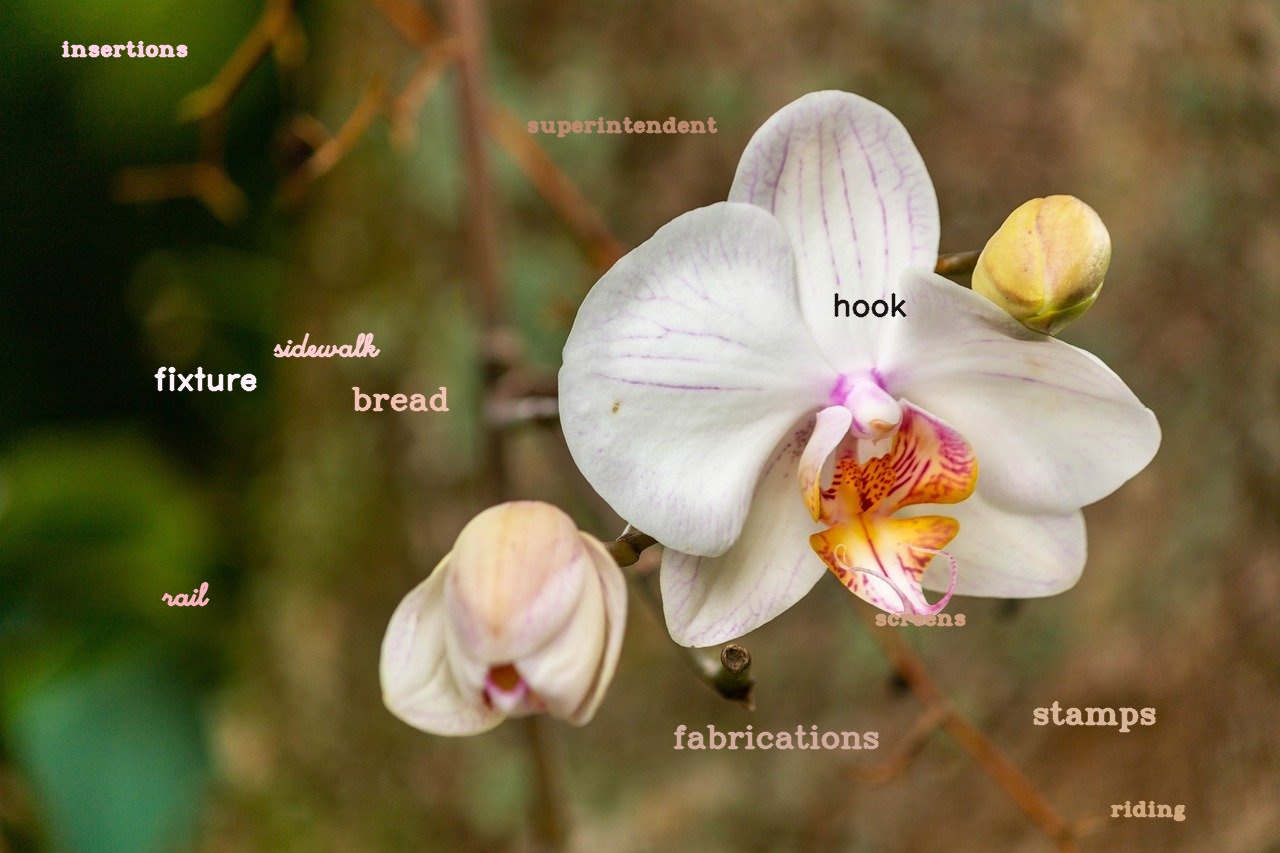 insertions
superintendent
hook
sidewalk
fixture
bread
rail
screens
stamps
fabrications
riding